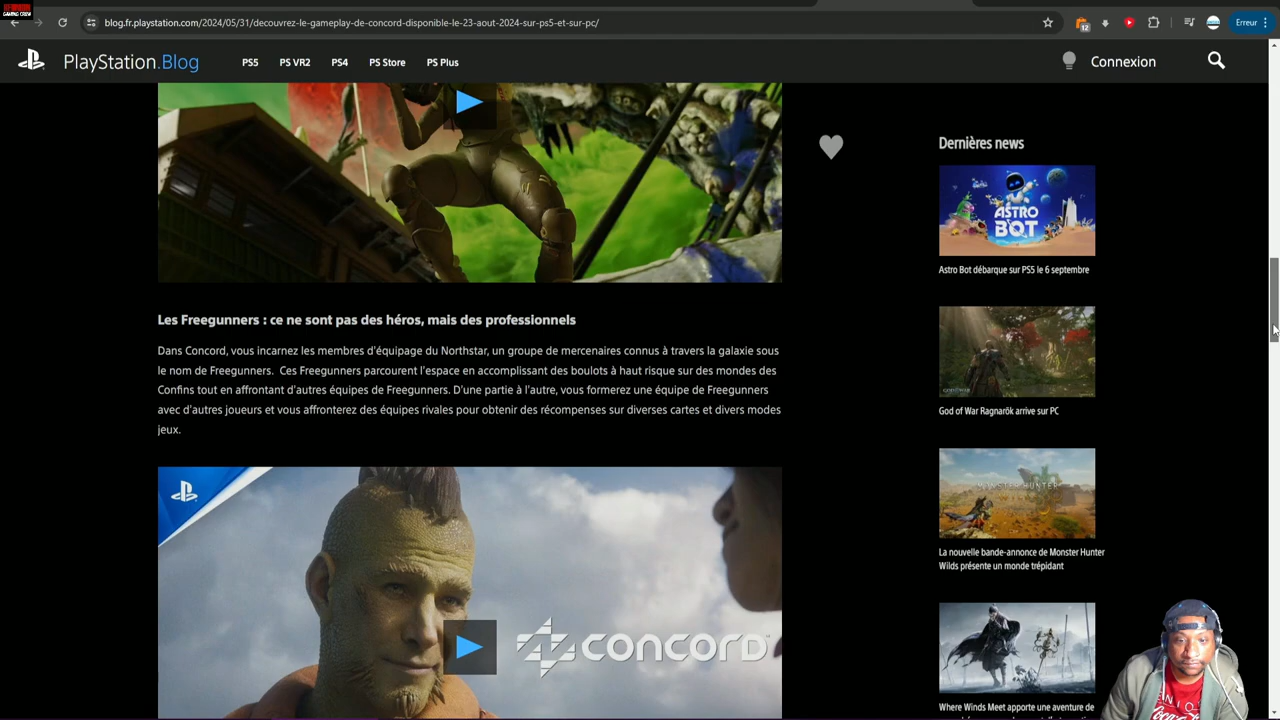 blog.fr.playstation.com/2024/05/31/decouvrez-le-gameplay-de-concord-disponible-le-23-aout-2024-sur-ps5-et-sur-pc/
12
Erreur
PlayStation.Blog
PS5
PS VR2
PS4
PS Store
PS Plus
Connexion
Les Freegunners : ce ne sont pas des héros, mais des professionnels
Dans Concord, vous incarnez les membres d'équipage du Northstar, un groupe de mercenaires connus à travers la galaxie sous
le nom de Freegunners. Ces Freegunners parcourent l'espace en accomplissant des boulots à haut risque sur des mondes des
Confins tout en affrontant d'autres équipes de Freegunners. D'une partie à l'autre, vous formerez une équipe de Freegunners
avec d'autres joueurs et vous affronterez des équipes rivales pour obtenir des récompenses sur diverses cartes et divers modes
jeux.
CONCORD
Dernières news
ASTRO
BOT
Astro Bot débarque sur PS5 le 6 septembre
God of War Ragnarök arrive sur PC
MONSTER HUNTER
La nouvelle bande-annonce de Monster Hunter
Wilds présente un monde trépidant
Where Winds Meet apporte une aventure de